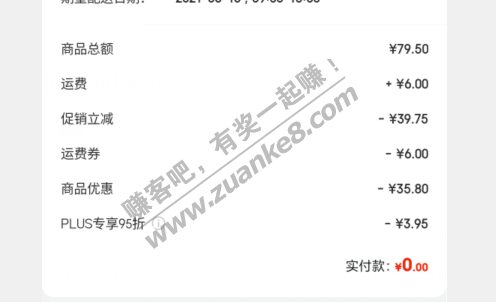 商品总额 ¥79.50
运费 + ¥6.00
促销立减 - ¥39.75
运费券 - ¥6.00
商品优惠 - ¥35.80
PLUS专享95折 - ¥3.95
实付款: ¥0.00
赚客吧,有奖一起赚!
www.zuanke8.com